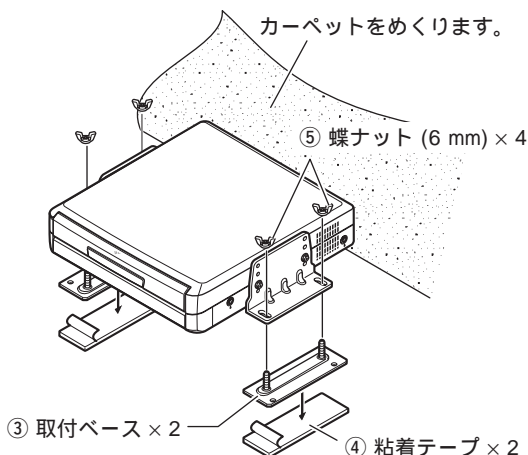 カーペットをめくります。
⑤ 蝶ナット (6 mm) × 4
③ 取付ベース × 2
④ 粘着テープ × 2